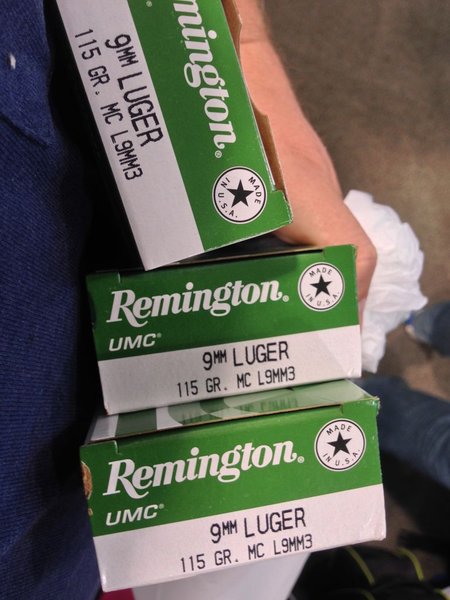 Remington®
9MM LUGER
115 GR. MC L9MM3
MADE
IN U.S.A.
Remington®
UMC®
MADE
IN U.S.A.
9MM LUGER
115 GR. MC L9MM3
Remington®
UMC®
MADE
IN U.S.A.
9MM LUGER
115 GR. MC L9MM3